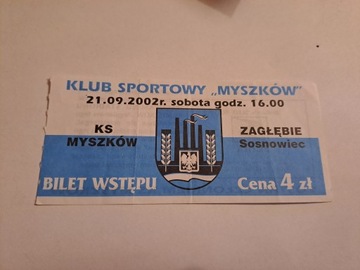 KLUB SPORTOWY „MYSZKÓW”
21.09.2002r. sobota godz. 16.00
KS
MYSZKÓW
ZAGŁĘBIE
Sosnowiec
BILET WSTĘPU
Cena 4 zł